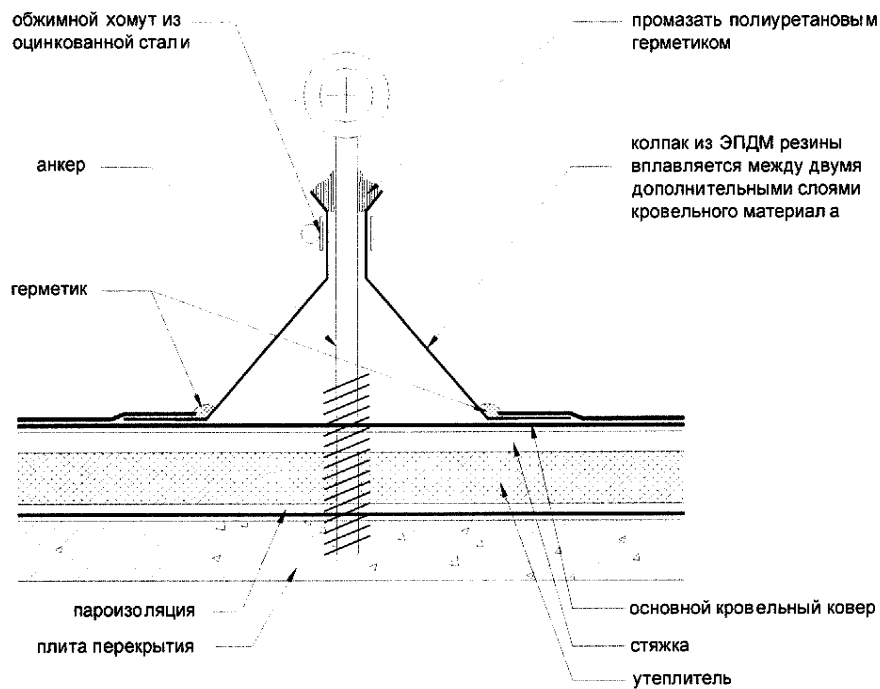 обжимной хомут из
оцинкованной стали
промазать полиуретановым
герметиком
анкер
колпак из ЭПДМ резины
вплавляется между двумя
дополнительными слоями
кровельного материала
герметик
пароизоляция
плита перекрытия
основной кровельный ковер
стяжка
утеплитель